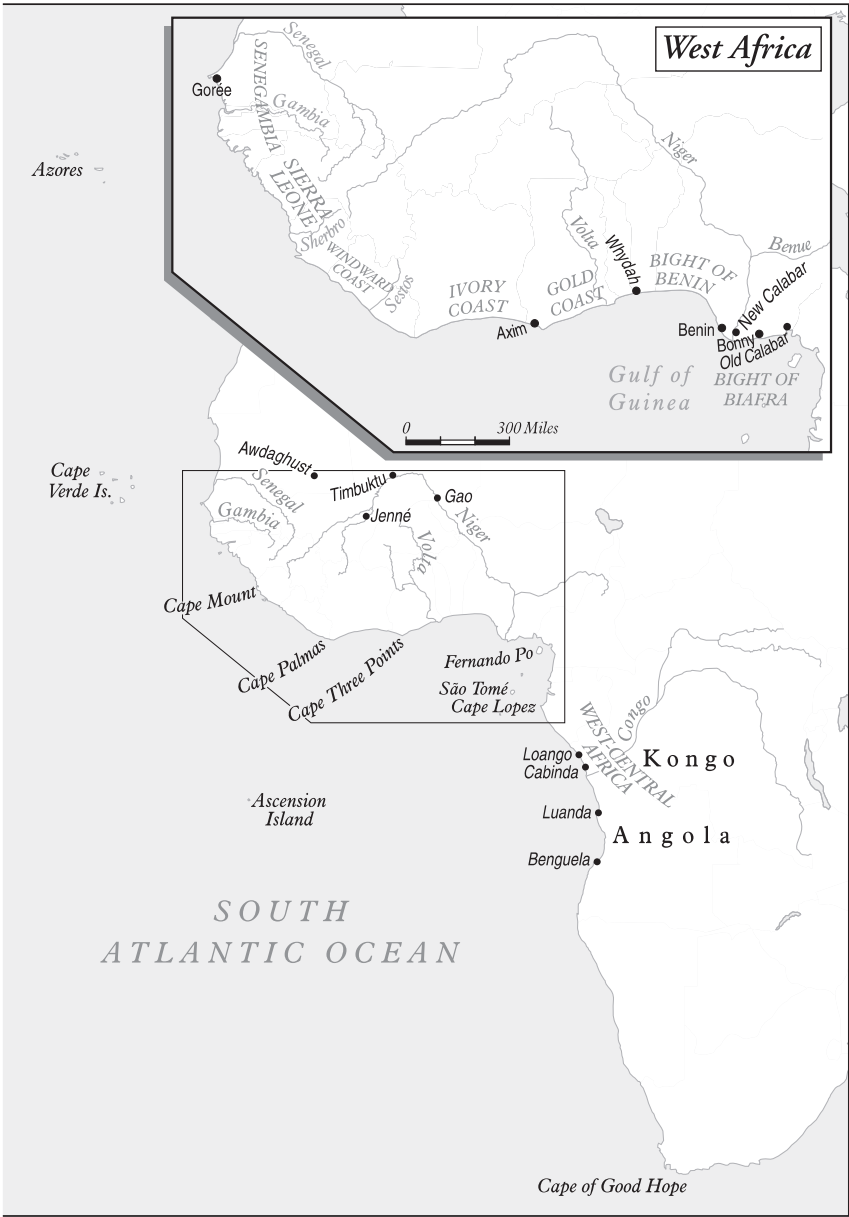 West Africa
Senegal
SENEGAMBIA
Gorée
Gambia
Niger
Azores
SIERRA
LEONE
Sherbro
Volta
Whydah
Benue
WINDWARD
COAST
Sestos
BIGHT OF
BENIN
New Calabar
IVORY
COAST
GOLD
COAST
Axim
Benin
Bonny
Old Calabar
Gulf of
Guinea
BIGHT OF
BIAFRA
0 300 Miles
Awdaghust
Cape
Verde Is.
Senegal
Timbuktu
Gao
Gambia
Jenné
Niger
Volta
Cape Mount
Cape Palmas
Cape Three Points
Fernando Po
São Tomé
Cape Lopez
Congo
WEST-CENTRAL
AFRICA
Loango
Cabinda
Kongo
Ascension
Island
Luanda
Angola
Benguela
SOUTH
ATLANTIC OCEAN
Cape of Good Hope